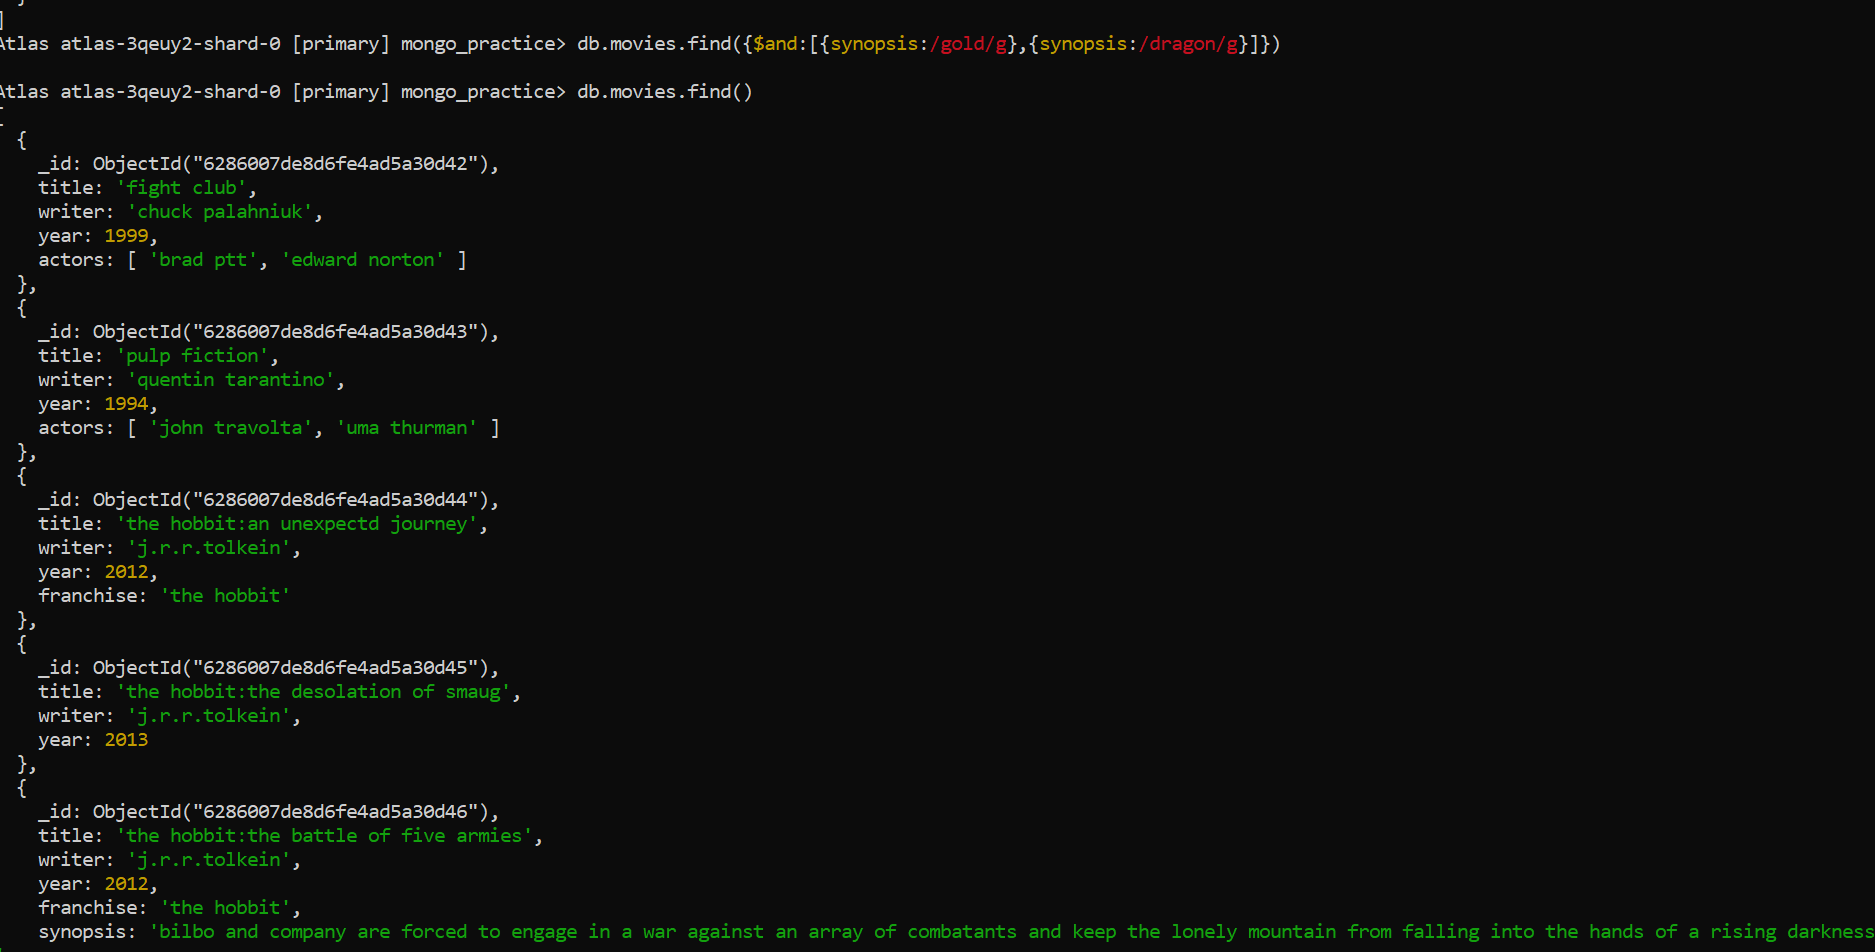 ]
Atlas atlas-3qeuy2-shard-0 [primary] mongo_practice> db.movies.find({$and:[{synopsis:/gold/g},{synopsis:/dragon/g}]})
Atlas atlas-3qeuy2-shard-0 [primary] mongo_practice> db.movies.find()
[
  {
    _id: ObjectId("6286007de8d6fe4ad5a30d42"),
    title: 'fight club',
    writer: 'chuck palahniuk',
    year: 1999,
    actors: [ 'brad ptt', 'edward norton' ]
  },
  {
    _id: ObjectId("6286007de8d6fe4ad5a30d43"),
    title: 'pulp fiction',
    writer: 'quentin tarantino',
    year: 1994,
    actors: [ 'john travolta', 'uma thurman' ]
  },
  {
    _id: ObjectId("6286007de8d6fe4ad5a30d44"),
    title: 'the hobbit:an unexpectd journey',
    writer: 'j.r.r.tolkein',
    year: 2012,
    franchise: 'the hobbit'
  },
  {
    _id: ObjectId("6286007de8d6fe4ad5a30d45"),
    title: 'the hobbit:the desolation of smaug',
    writer: 'j.r.r.tolkein',
    year: 2013
  },
  {
    _id: ObjectId("6286007de8d6fe4ad5a30d46"),
    title: 'the hobbit:the battle of five armies',
    writer: 'j.r.r.tolkein',
    year: 2012,
    franchise: 'the hobbit',
    synopsis: 'bilbo and company are forced to engage in a war against an array of combatants and keep the lonely mountain from falling into the hands of a rising darkness